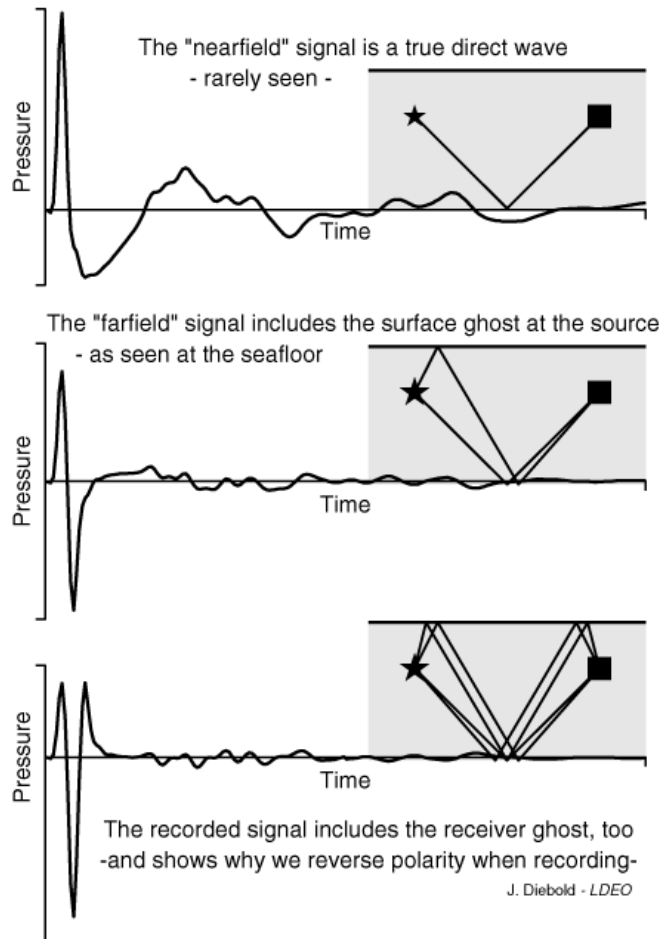 The "nearfield" signal is a true direct wave
- rarely seen -
Pressure
Time
The "farfield" signal includes the surface ghost at the source
- as seen at the seafloor
Pressure
Time
Pressure
Time
The recorded signal includes the receiver ghost, too
-and shows why we reverse polarity when recording-
J. Diebold - LDEO